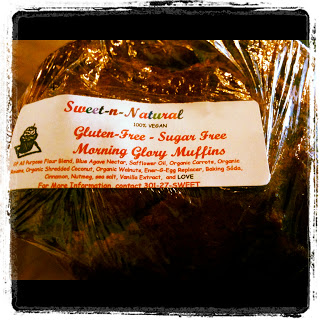 Sweet-n-Natural
100% VEGAN
Gluten-Free - Sugar Free
Morning Glory Muffins
All Purpose Flour Blend, Blue Agave Nectar, Safflower Oil, Organic Carrots, Organic
Organic Shredded Coconut, Organic Walnuts, Ener-G-Egg Replacer, Baking Soda,
Cinnamon, Nutmeg, sea salt, Vanilla Extract, and LOVE
For More Information contact 301-27-SWEET